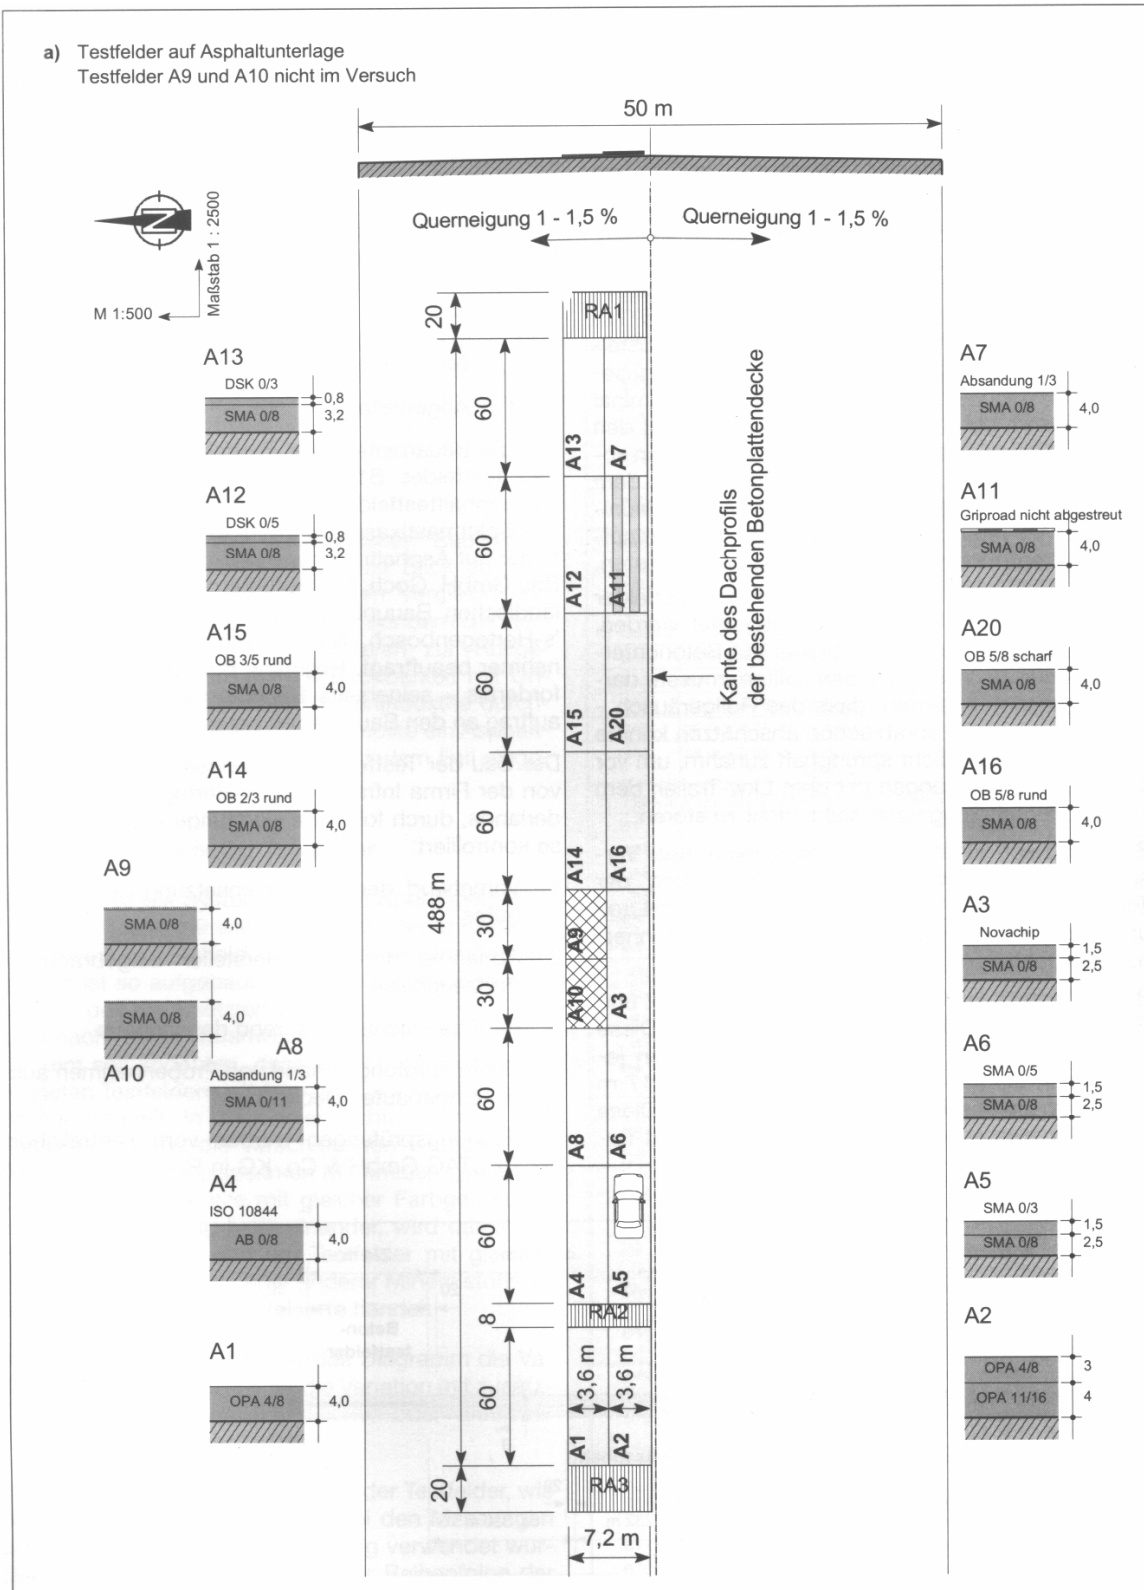 a) Testfelder auf Asphaltunterlage
Testfelder A9 und A10 nicht im Versuch
50 m
Querneigung 1 - 1,5 %
Querneigung 1 - 1,5 %
N
Maßstab 1 : 2500
M 1:500
A13
DSK 0/3
SMA 0/8
0,8
3,2
A12
DSK 0/5
SMA 0/8
0,8
3,2
A15
OB 3/5 rund
SMA 0/8
4,0
A14
OB 2/3 rund
SMA 0/8
4,0
A9
SMA 0/8
4,0
SMA 0/8
4,0
A10
A8
Absandung 1/3
SMA 0/11
4,0
A4
ISO 10844
AB 0/8
4,0
A1
OPA 4/8
4,0
20
488 m
20
60
60
60
60
30
30
60
60
8
60
RA1
A13
A7
A12
A11
A15
A20
A14
A16
A9
A10
A3
A8
A6
A4
A5
RA2
3,6 m
3,6 m
A1
A2
RA3
7,2 m
Kante des Dachprofils
der bestehenden Betonplattendecke
A7
Absandung 1/3
SMA 0/8
4,0
A11
Griproad nicht abgestreut
SMA 0/8
4,0
A20
OB 5/8 scharf
SMA 0/8
4,0
A16
OB 5/8 rund
SMA 0/8
4,0
A3
Novachip
SMA 0/8
1,5
2,5
A6
SMA 0/5
SMA 0/8
1,5
2,5
A5
SMA 0/3
SMA 0/8
1,5
2,5
A2
OPA 4/8
OPA 11/16
3
4